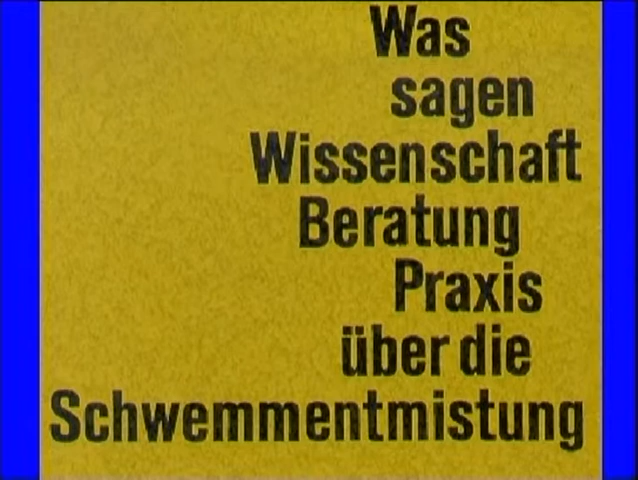 Was
sagen
Wissenschaft
Beratung
Praxis
über die
Schwemmentmistung